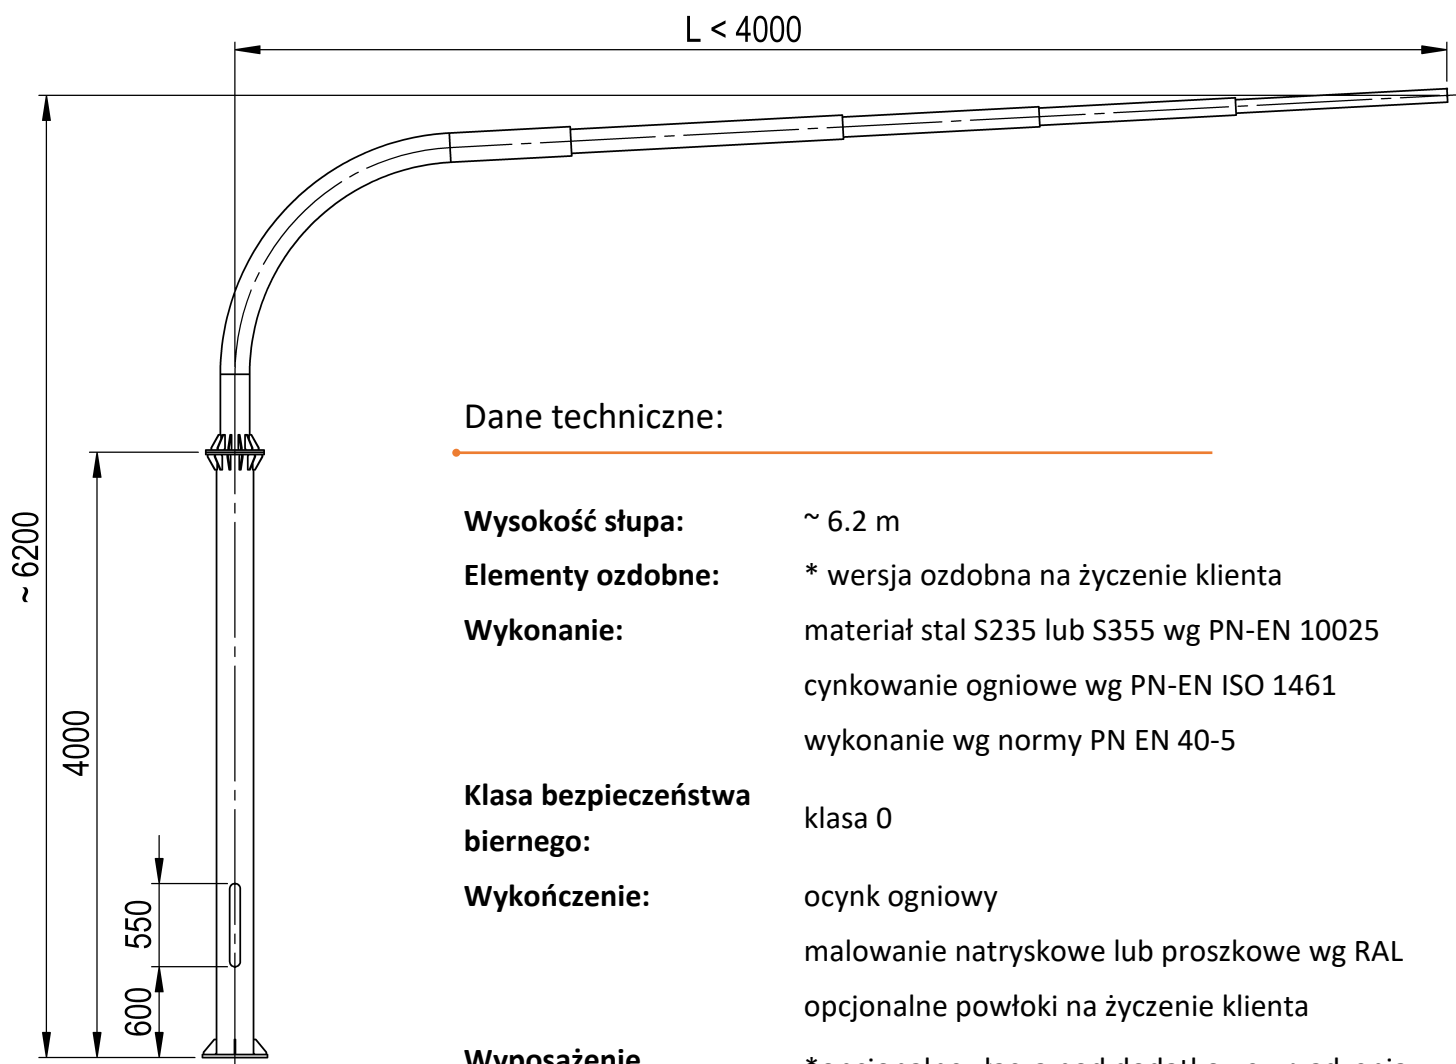 L < 4000
~ 6200
4000
550
600
Dane techniczne:
Wysokość słupa: ~ 6.2 m
Elementy ozdobne: * wersja ozdobna na życzenie klienta
Wykonanie: materiał stal S235 lub S355 wg PN-EN 10025
cynkowanie ogniowe wg PN-EN ISO 1461
wykonanie wg normy PN EN 40-5
Klasa bezpieczeństwa
biernego: klasa 0
Wykończenie: ocynk ogniowy
malowanie natryskowe lub proszkowe wg RAL
opcjonalne powłoki na życzenie klienta
Wyposażenie